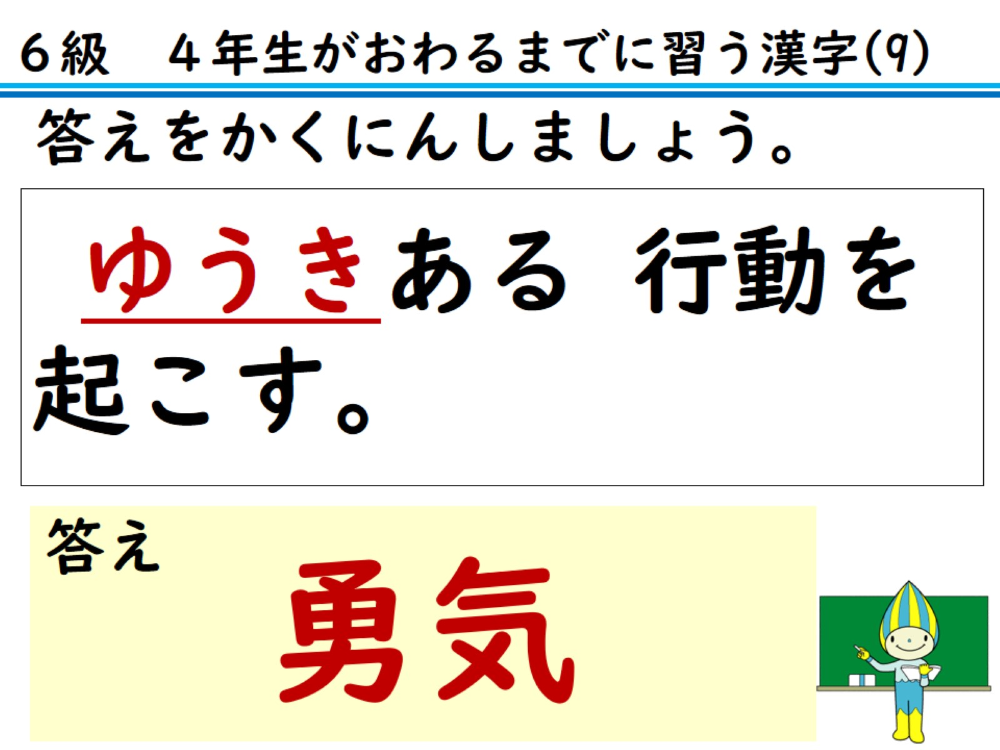 ６級　４年生がおわるまでに習う漢字(9)
答えをかくにんしましょう。
ゆうきある 行動を
起こす。
答え
勇気